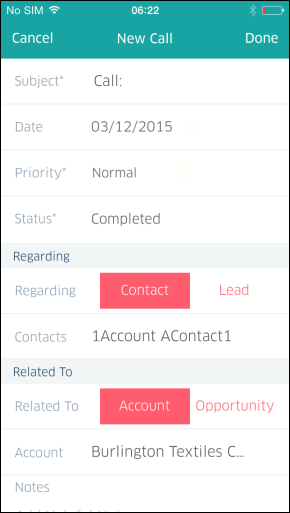 No SIM 06:22
Cancel New Call Done
Subject* Call:
Date 03/12/2015
Priority* Normal
Status* Completed
Regarding
Regarding Contact Lead
Contacts 1Account AContact1
Related To
Related To Account Opportunity
Account Burlington Textiles C...
Notes